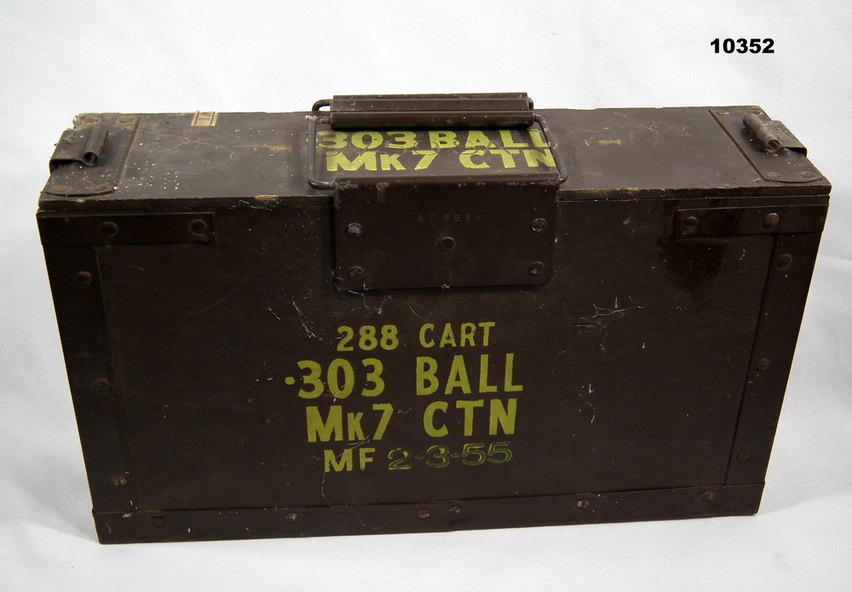 10352
303 BALL
MK7 CTN
288 CART
·303 BALL
MK7 CTN
MF 2-3-55